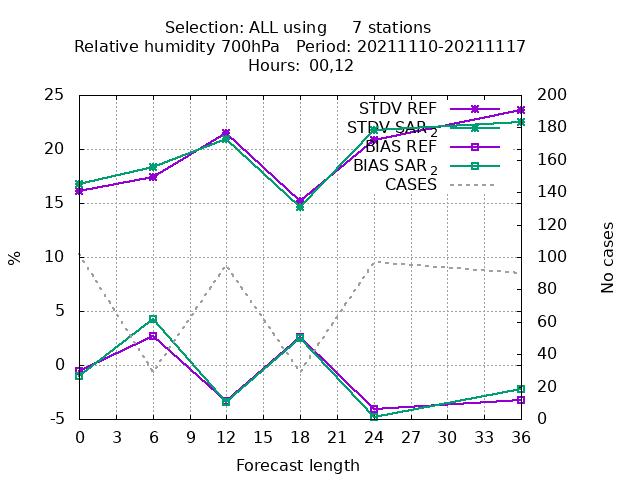 Selection: ALL using 7 stations
Relative humidity 700hPa Period: 20211110-20211117
Hours: 00,12
25
20
15
10
5
0
-5
%
STDV REF
STDV SAR 2
BIAS REF
BIAS SAR 2
CASES
200
180
160
140
120
100
80
60
40
20
0
No cases
0 3 6 9 12 15 18 21 24 27 30 33 36
Forecast length